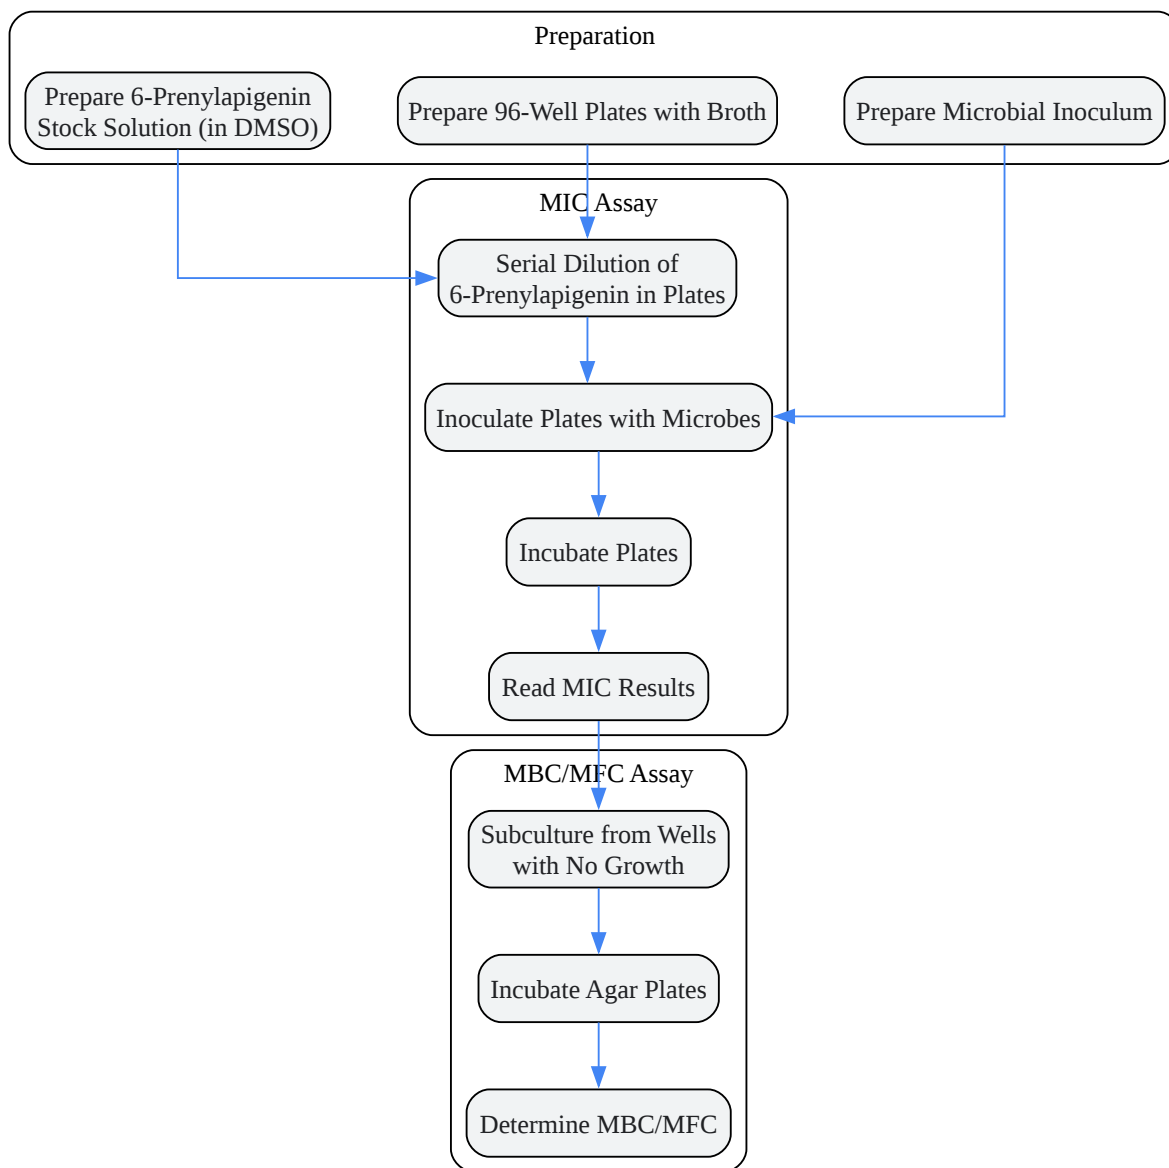 Preparation
Prepare 6-Prenylapigenin
Stock Solution (in DMSO)
Prepare 96-Well Plates with Broth
Prepare Microbial Inoculum
MIC Assay
Serial Dilution of
6-Prenylapigenin in Plates
Inoculate Plates with Microbes
Incubate Plates
Read MIC Results
MBC/MFC Assay
Subculture from Wells
with No Growth
Incubate Agar Plates
Determine MBC/MFC